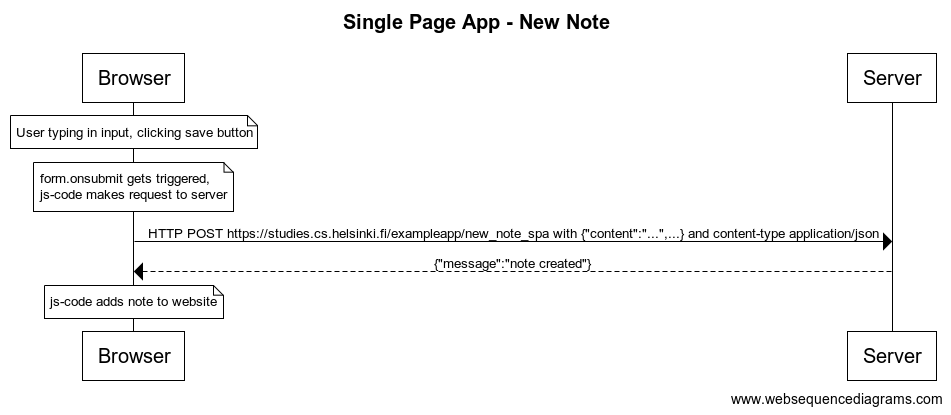 Single Page App - New Note
Browser
Server
User typing in input, clicking save button
form.onsubmit gets triggered,
js-code makes request to server
HTTP POST https://studies.cs.helsinki.fi/exampleapp/new_note_spa with {"content":"...",...} and content-type application/json
{"message":"note created"}
js-code adds note to website
Browser
Server
www.websequencediagrams.com